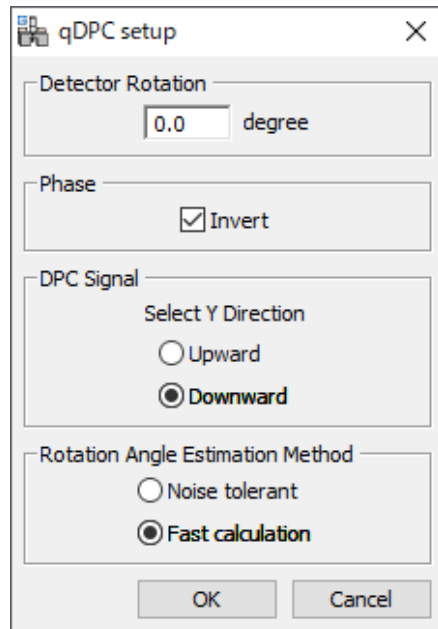 qDPC setup
Detector Rotation
0.0 degree
Phase
Invert
DPC Signal
Select Y Direction
Upward
Downward
Rotation Angle Estimation Method
Noise tolerant
Fast calculation
OK Cancel